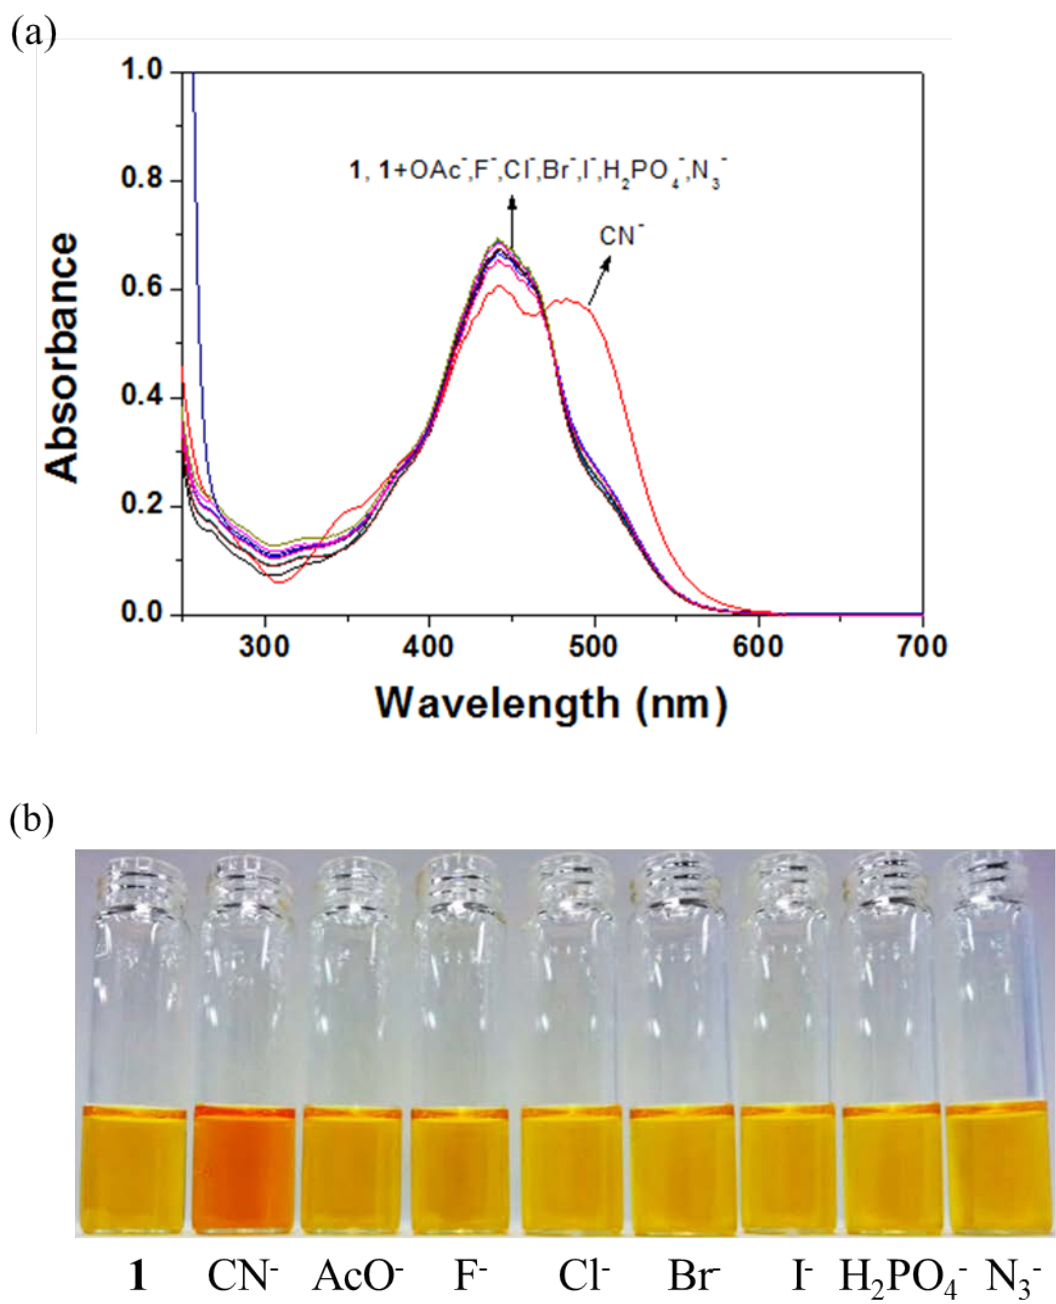 (a)
1.0
0.8
0.6
0.4
0.2
0.0
Absorbance
1, 1+OAc⁻,F⁻,Cl⁻,Br⁻,I⁻,H₂PO₄⁻,N₃⁻
CN⁻
300 400 500 600 700
Wavelength (nm)
(b)
1 CN⁻ AcO⁻ F⁻ Cl⁻ Br⁻ I⁻ H₂PO₄⁻ N₃⁻